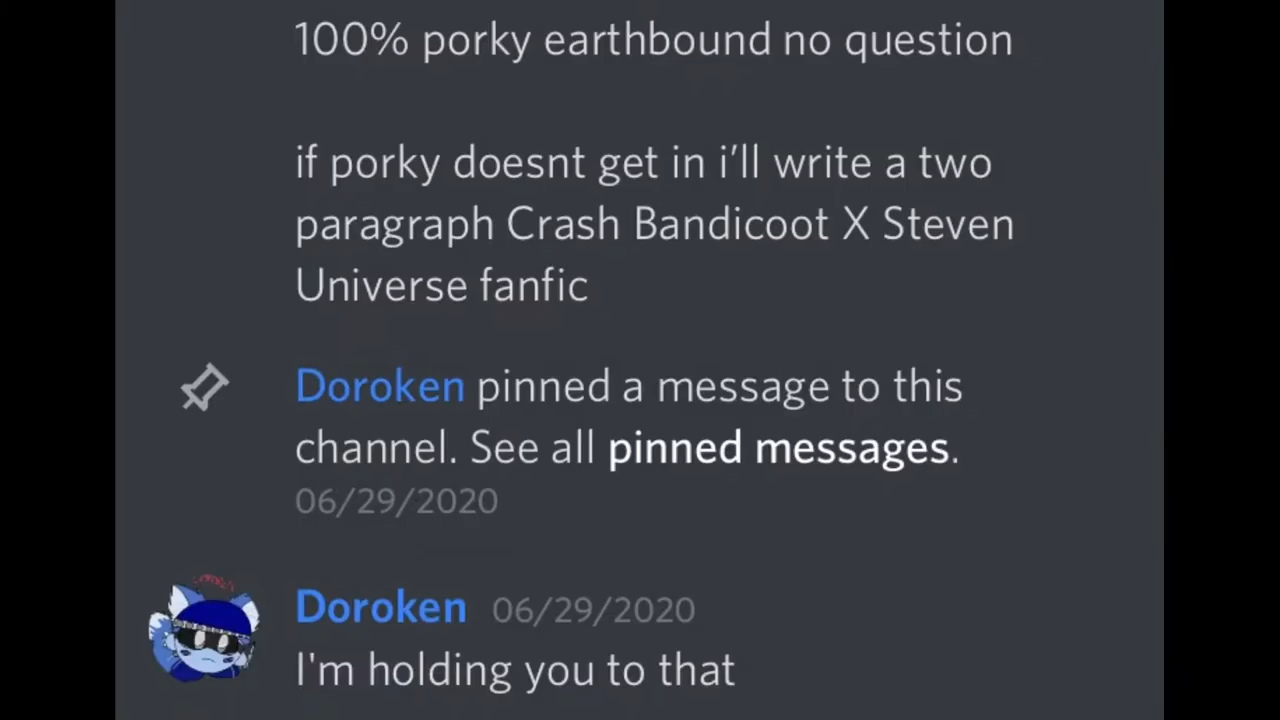 100% porky earthbound no question
if porky doesnt get in i’ll write a two
paragraph Crash Bandicoot X Steven
Universe fanfic
Doroken pinned a message to this
channel. See all pinned messages.
06/29/2020
Doroken 06/29/2020
I'm holding you to that